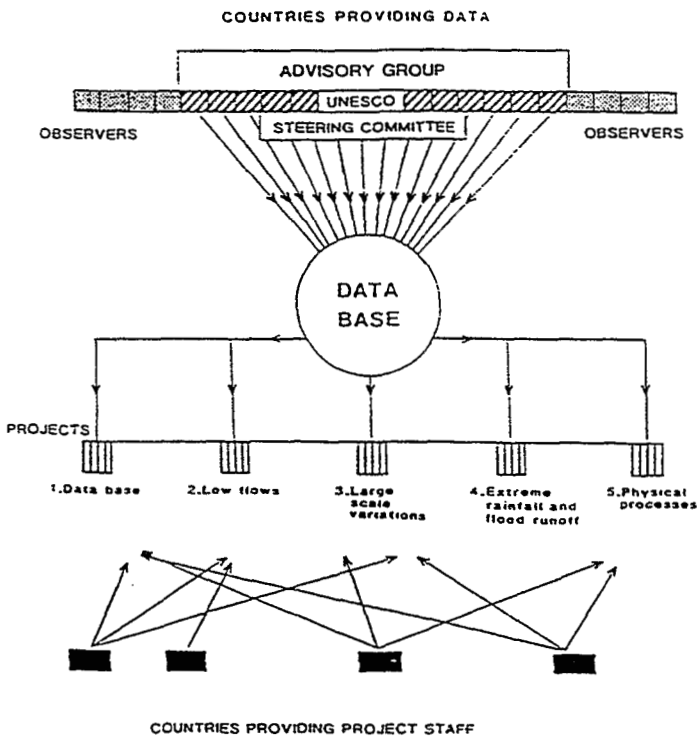 COUNTRIES PROVIDING DATA
ADVISORY GROUP
UNESCO
STEERING COMMITTEE
OBSERVERS
OBSERVERS
DATA
BASE
PROJECTS
1.Data base
2.Low flows
3.Large
scale
variations
4.Extreme
rainfall and
flood runoff
5.Physical
processes
COUNTRIES PROVIDING PROJECT STAFF